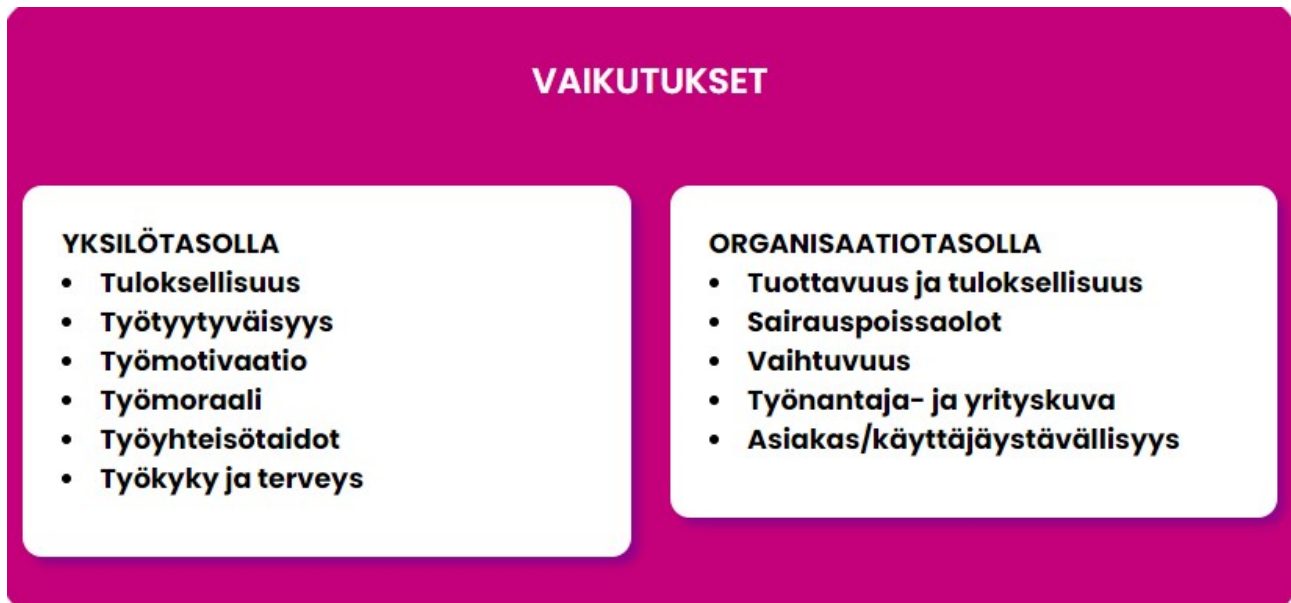 VAIKUTUKSET
YKSILÖTASOLLA
• Tuloksellisuus
• Työtyytyväisyys
• Työmotivaatio
• Työmoraali
• Työyhteisötaidot
• Työkyky ja terveys
ORGANISAATIOTASOLLA
• Tuottavuus ja tuloksellisuus
• Sairauspoissaolot
• Vaihtuvuus
• Työnantaja- ja yrityskuva
• Asiakas/käyttäjäystävällisyys